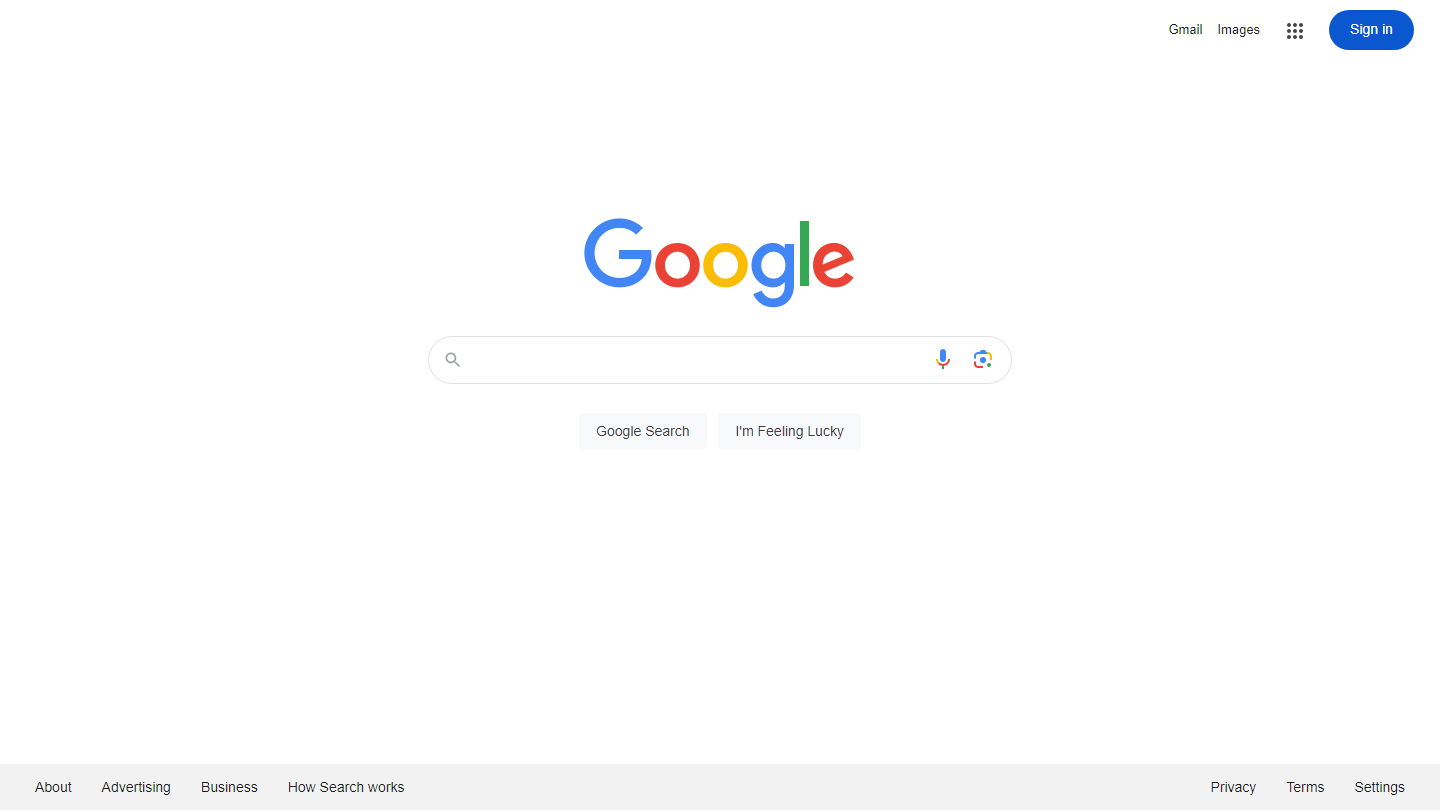 Gmail Images Sign in
Google
Google Search I'm Feeling Lucky
About Advertising Business How Search works Privacy Terms Settings